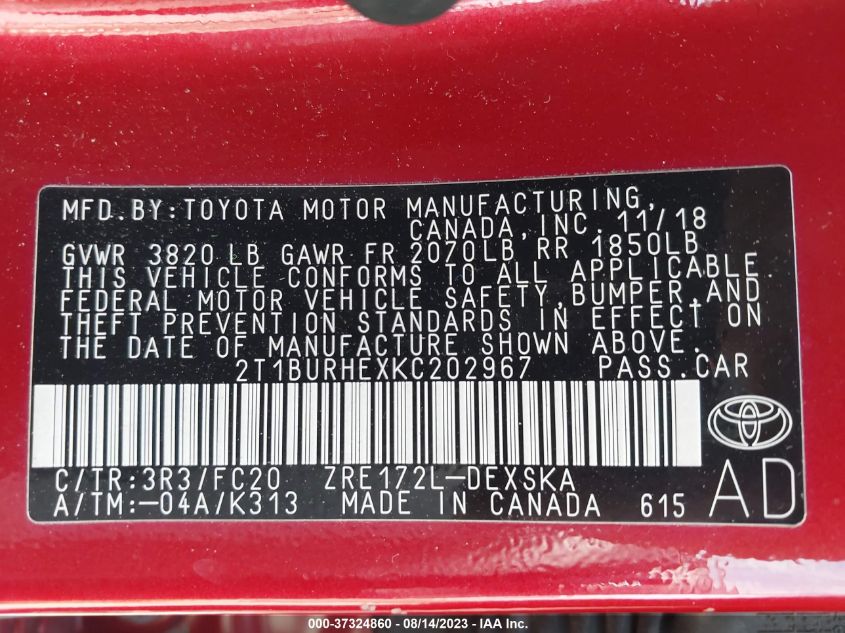 MFD.BY:TOYOTA MOTOR MANUFACTURING,
CANADA,INC. 11/18
GVWR 3820 LB GAWR FR 2070LB RR 1850LB
THIS VEHICLE CONFORMS TO ALL APPLICABLE
FEDERAL MOTOR VEHICLE SAFETY,BUMPER,AND
THEFT PREVENTION STANDARDS IN EFFECT ON
THE DATE OF MANUFACTURE SHOWN ABOVE.
2T1BURHEXKC202967 PASS.CAR
C/TR:3R3/FC20 ZRE172L-DEXSKA
A/TM:-04A/K313 MADE IN CANADA 615
AD
000-37324860 - 08/14/2023 - IAA Inc.